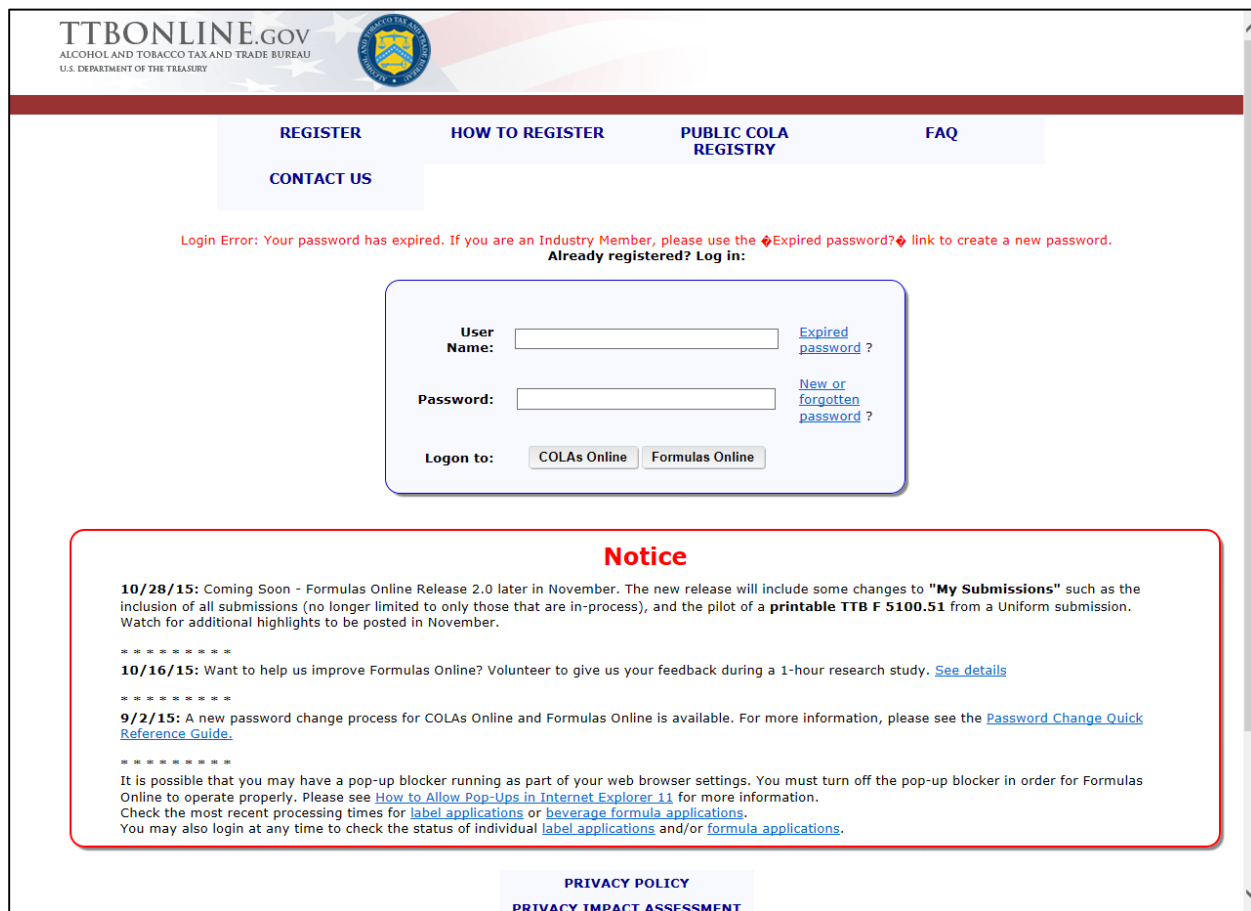 TTBONLINE.GOV
ALCOHOL AND TOBACCO TAX AND TRADE BUREAU
U.S. DEPARTMENT OF THE TREASURY
REGISTER
HOW TO REGISTER
PUBLIC COLA
REGISTRY
FAQ
CONTACT US
Login Error: Your password has expired. If you are an Industry Member, please use the �Expired password?� link to create a new password.
Already registered? Log in:
User
Name:
Expired
password ?
Password:
New or
forgotten
password ?
Logon to:
COLAs Online
Formulas Online
Notice
10/28/15: Coming Soon - Formulas Online Release 2.0 later in November. The new release will include some changes to "My Submissions" such as the
inclusion of all submissions (no longer limited to only those that are in-process), and the pilot of a printable TTB F 5100.51 from a Uniform submission.
Watch for additional highlights to be posted in November.
* * * * * * * * *
10/16/15: Want to help us improve Formulas Online? Volunteer to give us your feedback during a 1-hour research study. See details
* * * * * * * * *
9/2/15: A new password change process for COLAs Online and Formulas Online is available. For more information, please see the Password Change Quick
Reference Guide.
* * * * * * * * *
It is possible that you may have a pop-up blocker running as part of your web browser settings. You must turn off the pop-up blocker in order for Formulas
Online to operate properly. Please see How to Allow Pop-Ups in Internet Explorer 11 for more information.
Check the most recent processing times for label applications or beverage formula applications.
You may also login at any time to check the status of individual label applications and/or formula applications.
PRIVACY POLICY
PRIVACY IMPACT ASSESSMENT